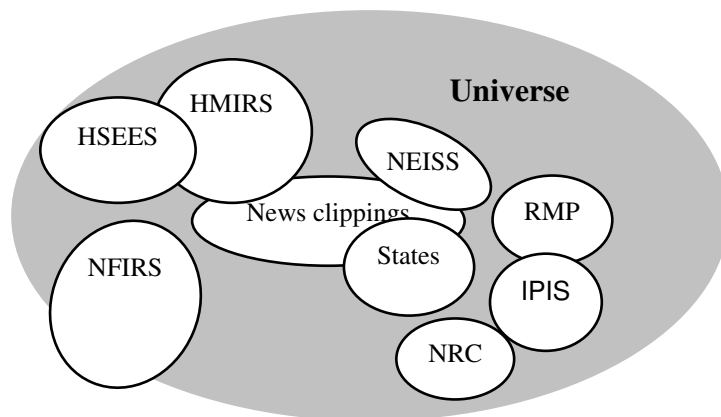 Universe
HMIRS
HSEES
NEISS
News clippings
RMP
States
NFIRS
IPIS
NRC